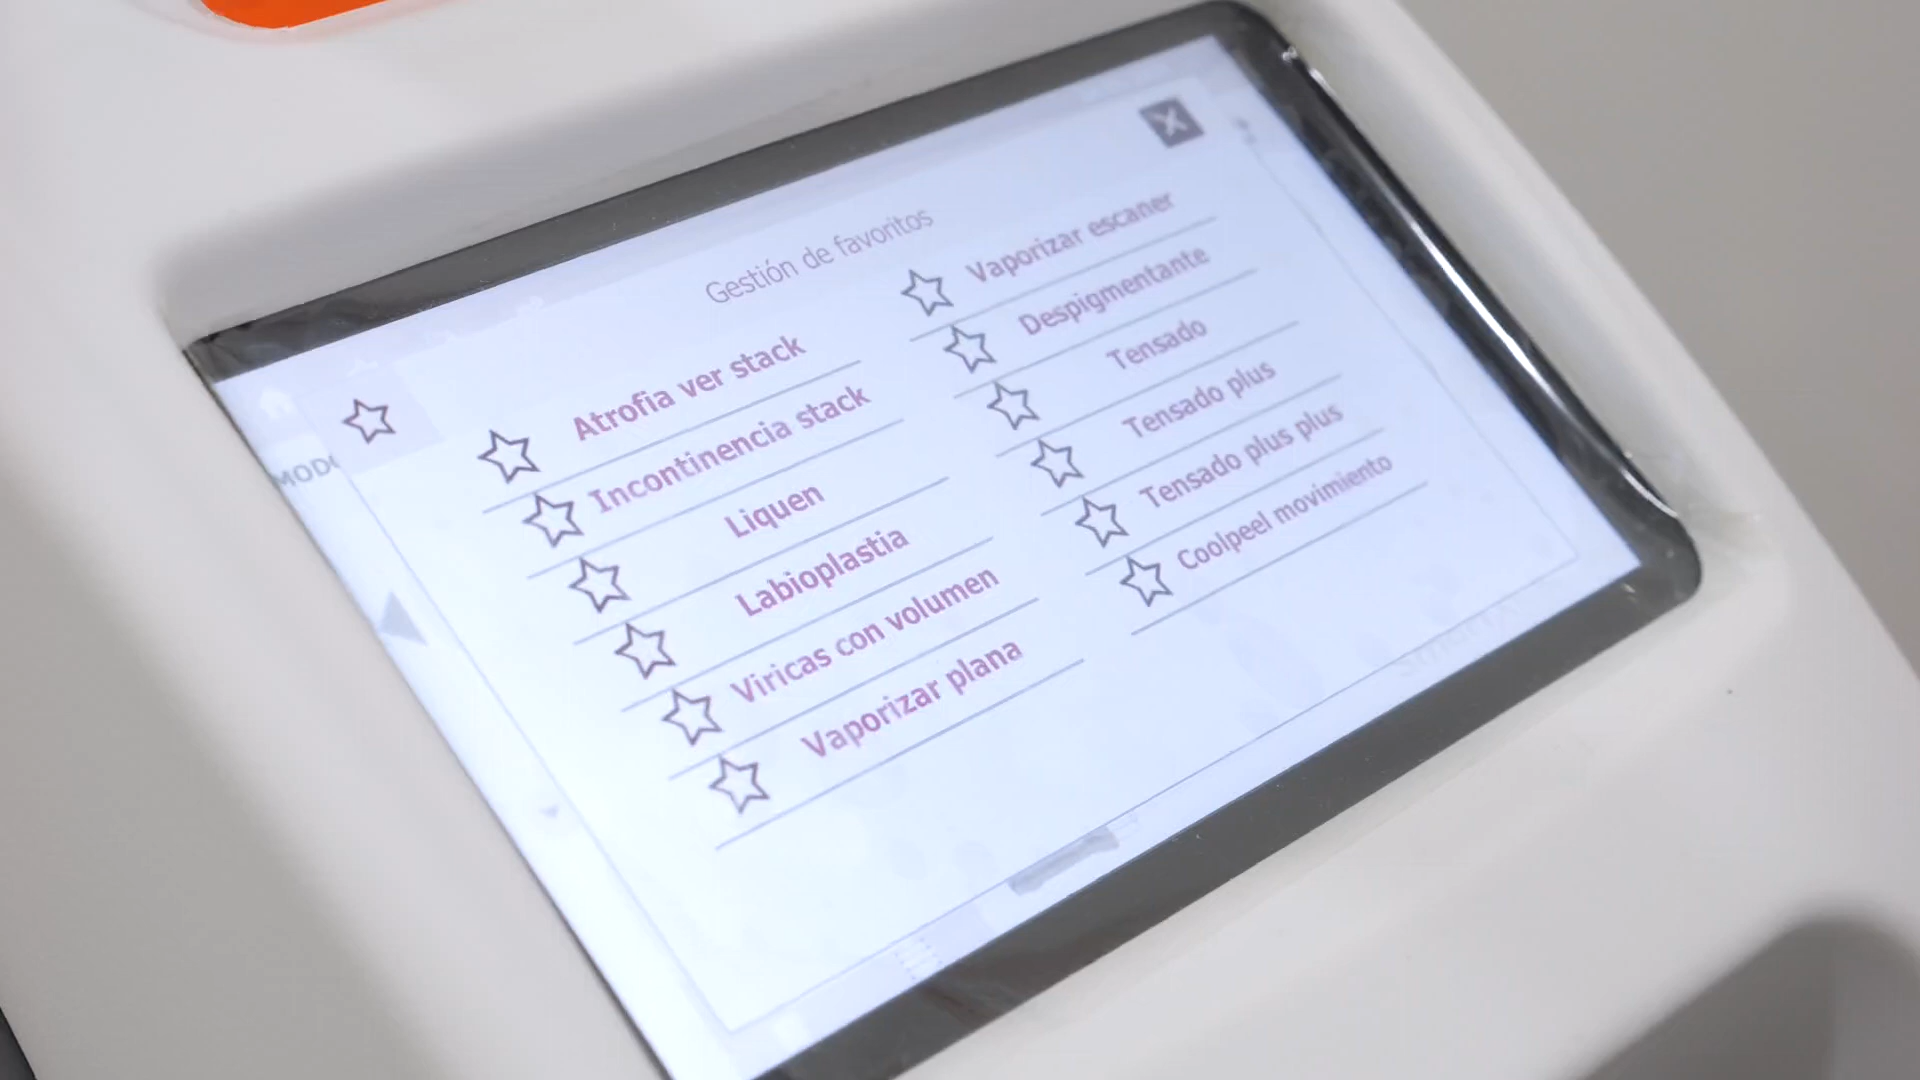 Gestión de favoritos
Atrofia ver stack
Incontinencia stack
Liquen
Labioplastia
Viricas con volumen
Vaporizar plana
Vaporizar escaner
Despigmentante
Tensado
Tensado plus
Tensado plus plus
Coolpeel movimiento